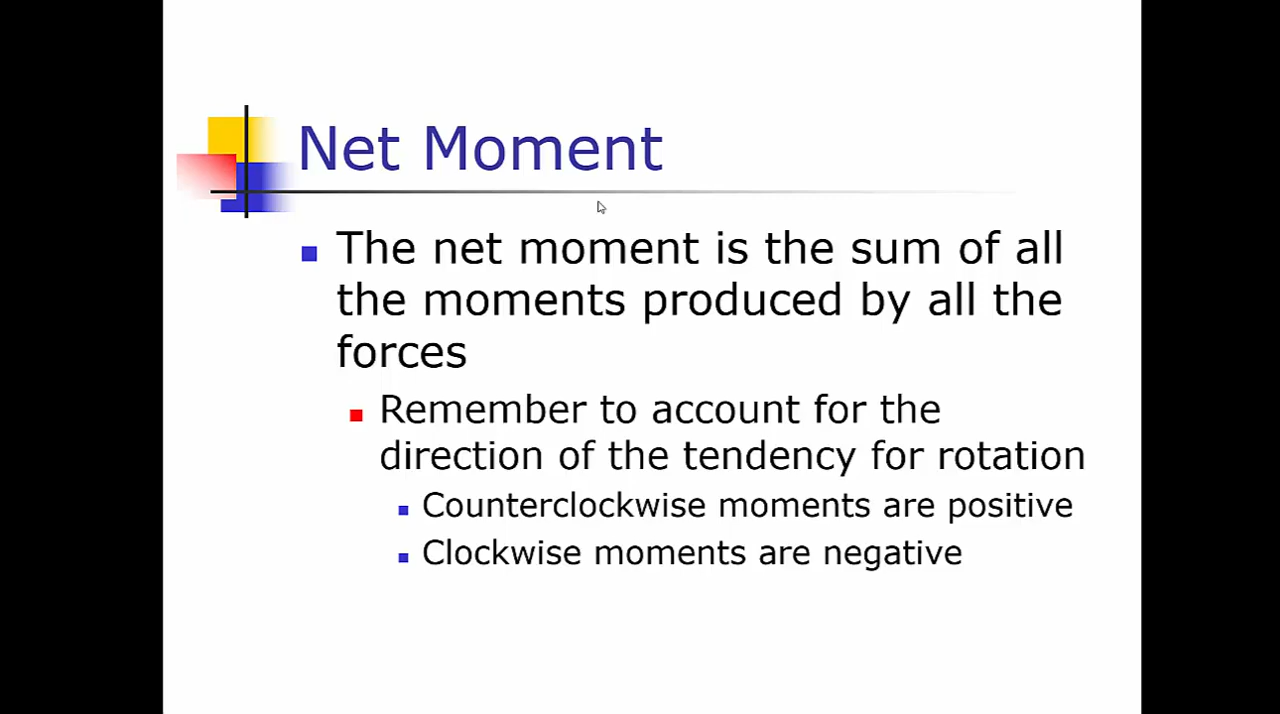 Net Moment
The net moment is the sum of all
the moments produced by all the
forces
Remember to account for the
direction of the tendency for rotation
Counterclockwise moments are positive
Clockwise moments are negative